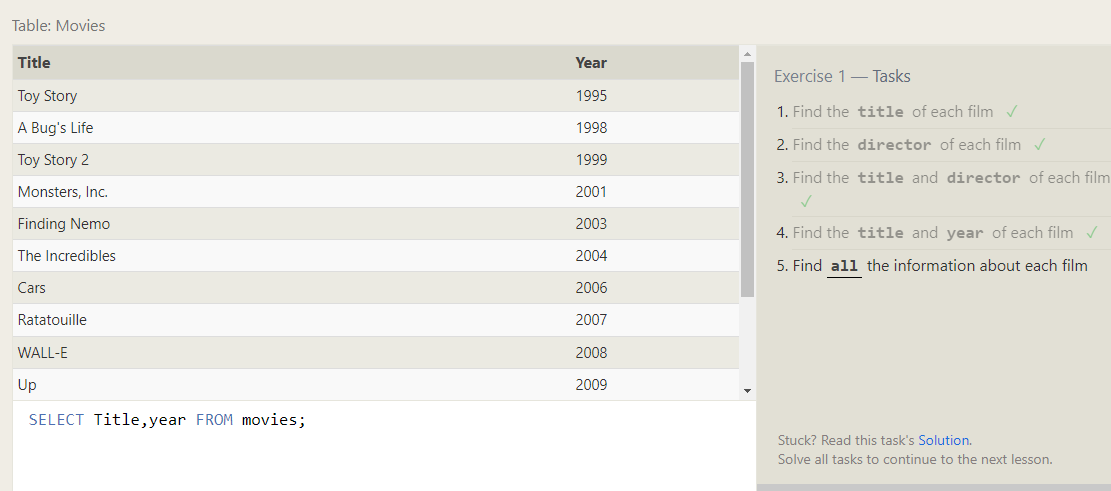 Table: Movies
Title Year
Toy Story 1995
A Bug's Life 1998
Toy Story 2 1999
Monsters, Inc. 2001
Finding Nemo 2003
The Incredibles 2004
Cars 2006
Ratatouille 2007
WALL-E 2008
Up 2009
SELECT Title,year FROM movies;
Exercise 1 — Tasks
1. Find the title of each film ✓
2. Find the director of each film ✓
3. Find the title and director of each film
✓
4. Find the title and year of each film ✓
5. Find all the information about each film
Stuck? Read this task's Solution.
Solve all tasks to continue to the next lesson.